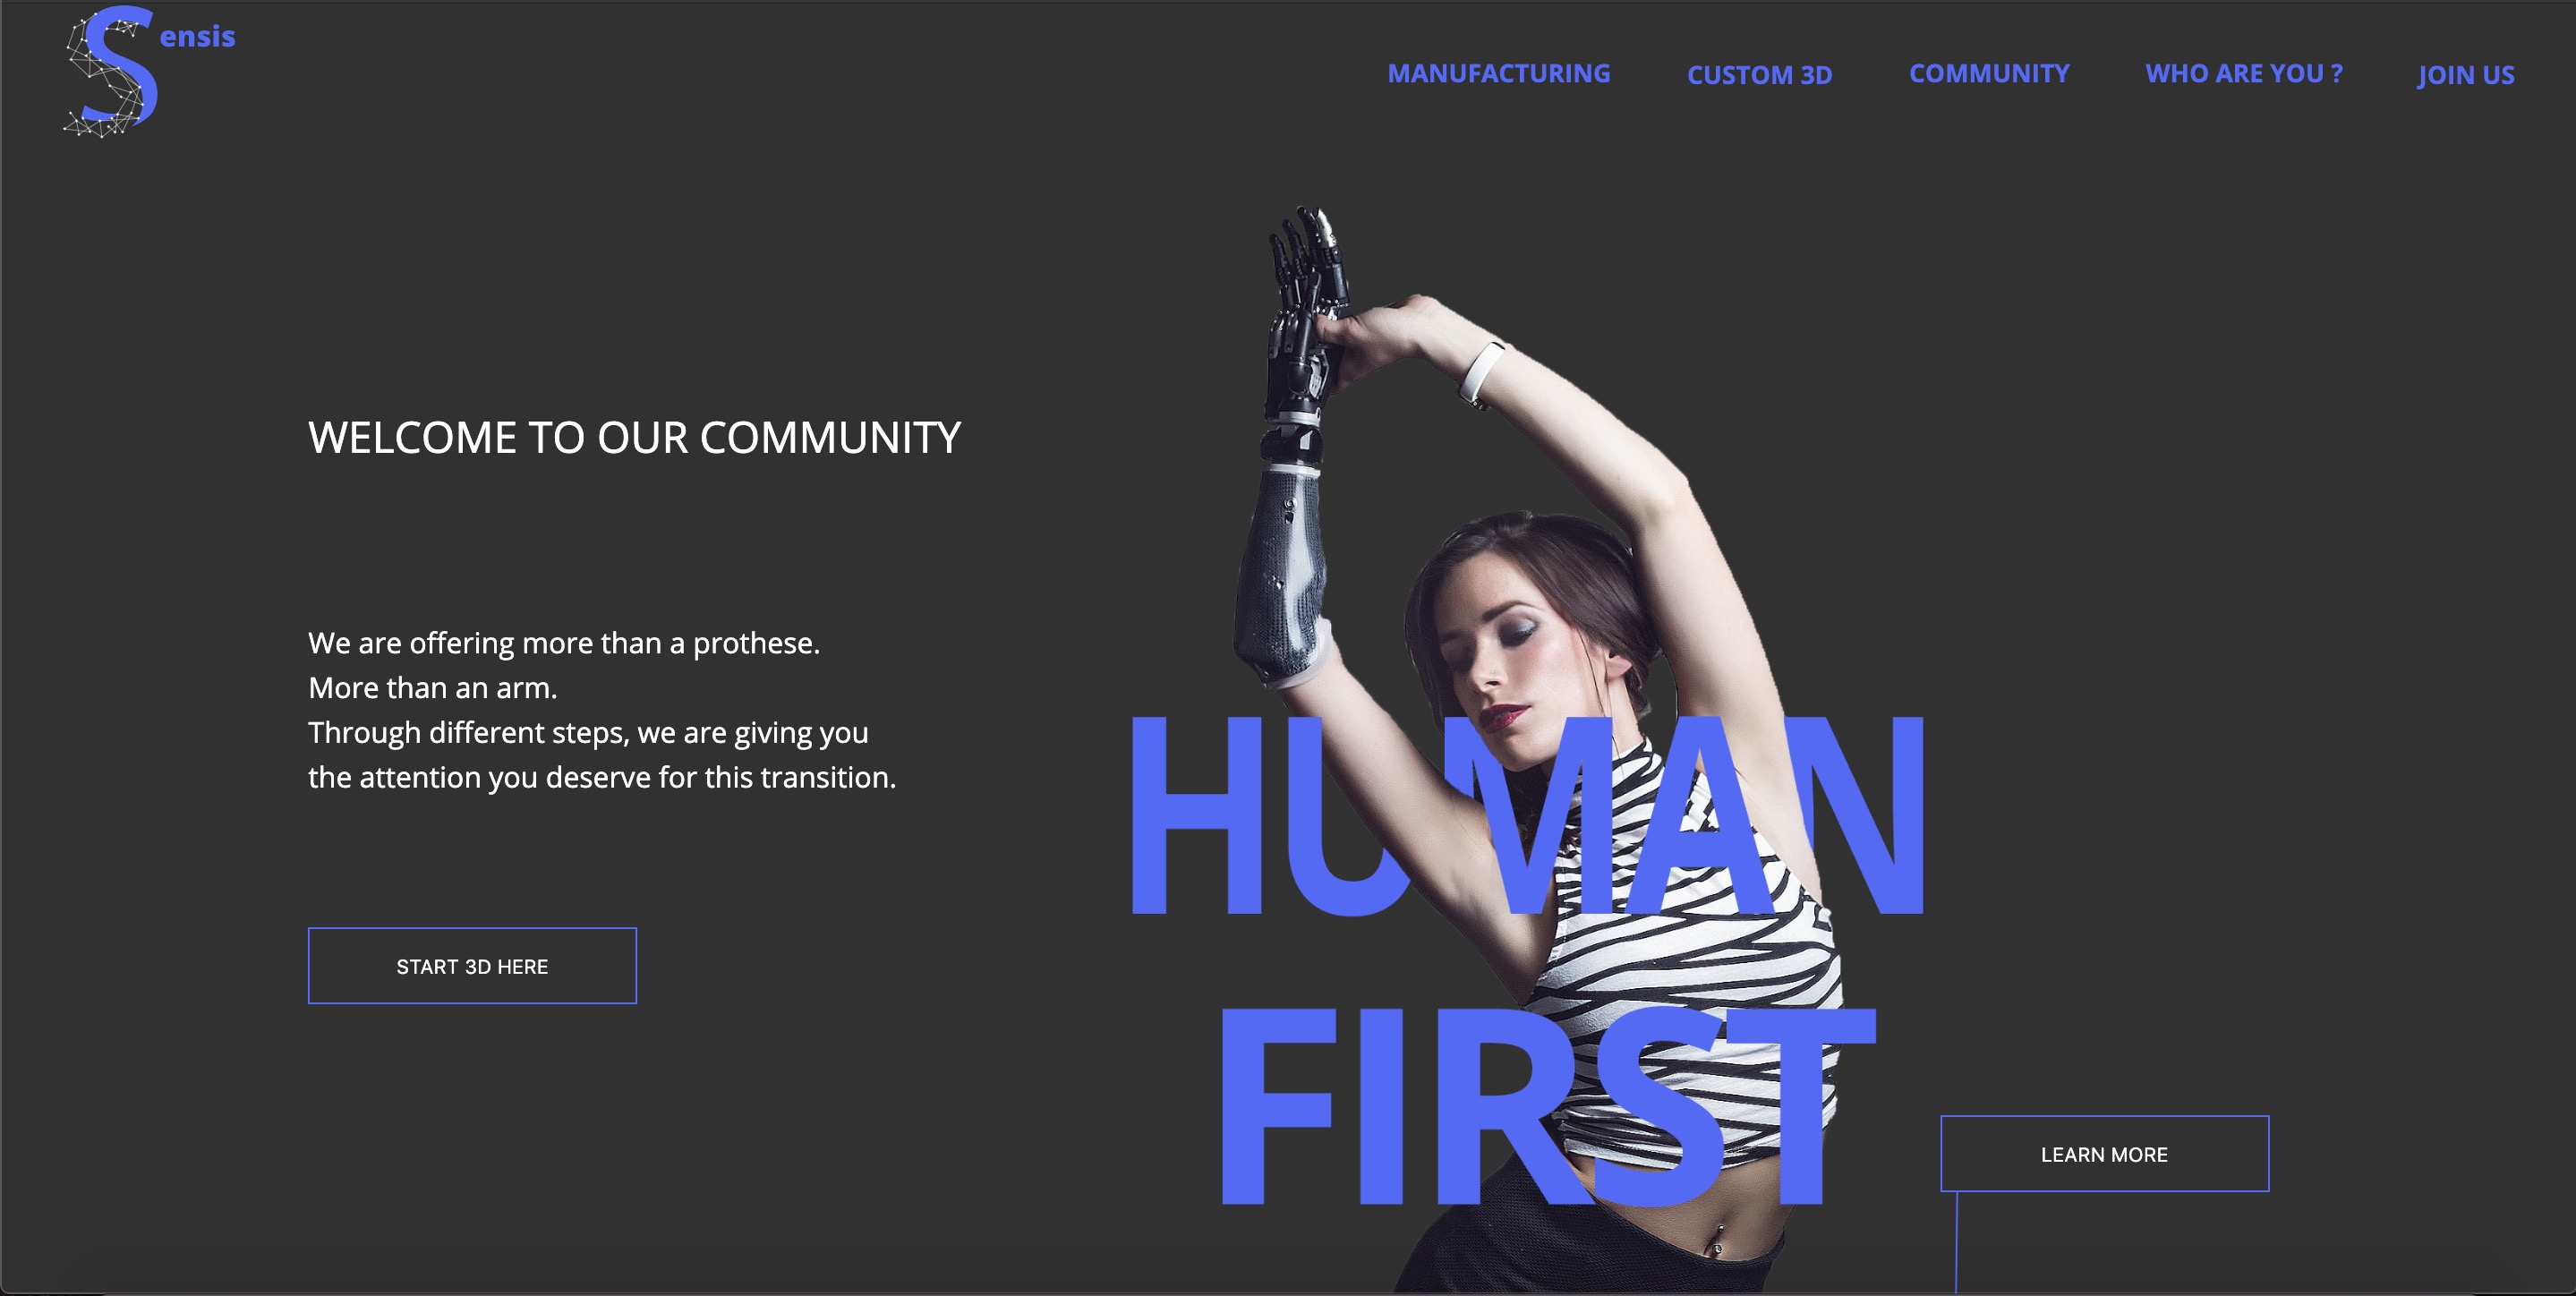 Sensis
MANUFACTURING
CUSTOM 3D
COMMUNITY
WHO ARE YOU ?
JOIN US
WELCOME TO OUR COMMUNITY
We are offering more than a prothese.
More than an arm.
Through different steps, we are giving you
the attention you deserve for this transition.
START 3D HERE
HUMAN
FIRST
LEARN MORE